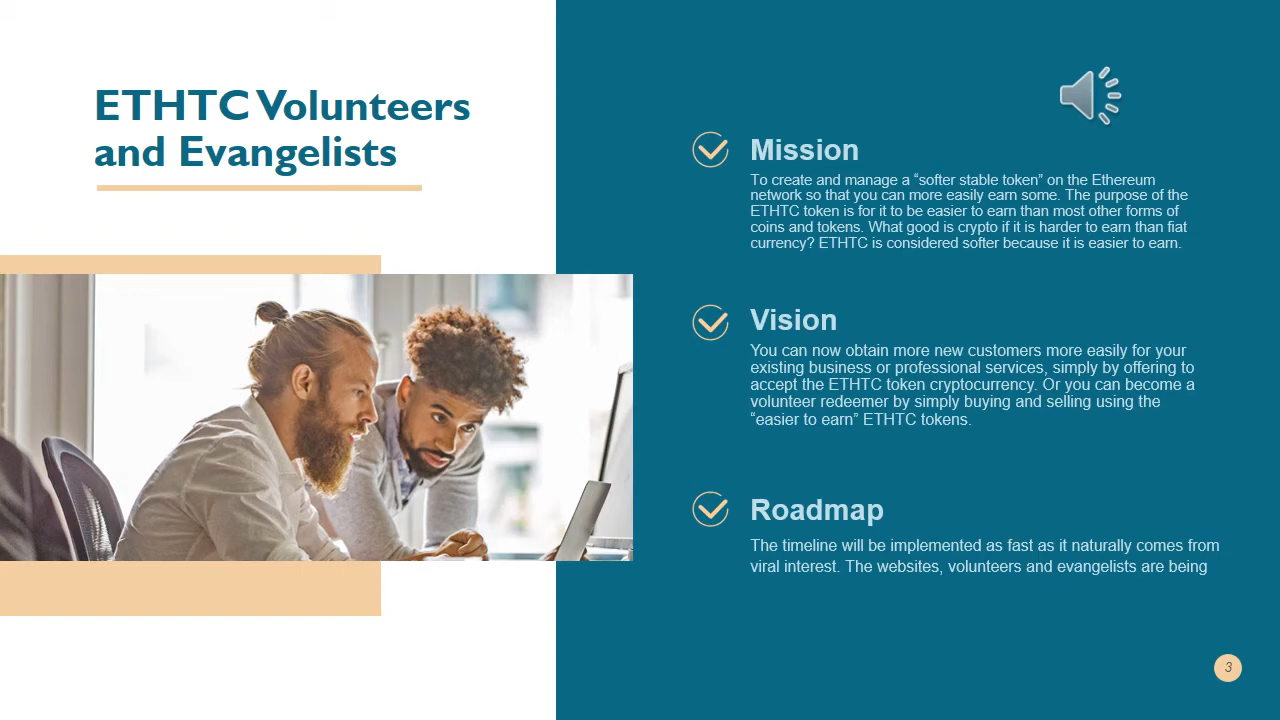 ETHTC Volunteers
and Evangelists
Mission
To create and manage a “softer stable token” on the Ethereum
network so that you can more easily earn some. The purpose of the
ETHTC token is for it to be easier to earn than most other forms of
coins and tokens. What good is crypto if it is harder to earn than fiat
currency? ETHTC is considered softer because it is easier to earn.
Vision
You can now obtain more new customers more easily for your
existing business or professional services, simply by offering to
accept the ETHTC token cryptocurrency. Or you can become a
volunteer redeemer by simply buying and selling using the
“easier to earn” ETHTC tokens.
Roadmap
The timeline will be implemented as fast as it naturally comes from
viral interest. The websites, volunteers and evangelists are being
3